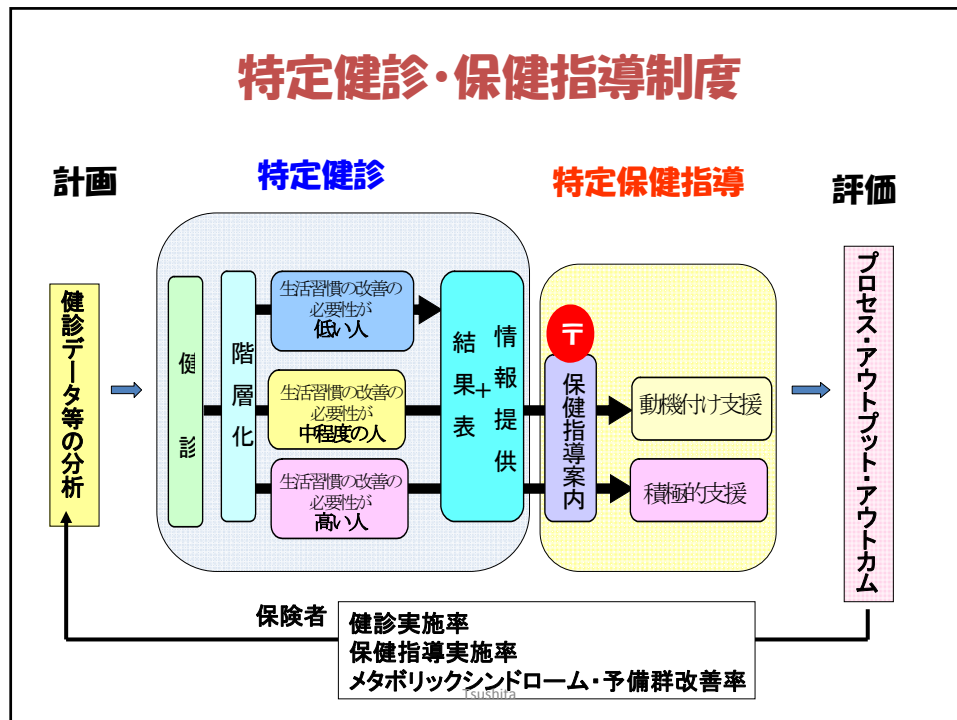 特定健診・保健指導制度
計画
特定健診
特定保健指導
評価
健診データ等の分析
健診
階層化
生活習慣の改善の
必要性が
低い人
生活習慣の改善の
必要性が
中程度の人
生活習慣の改善の
必要性が
高い人
結果表
+
情報提供
〒
保健指導案内
動機付け支援
積極的支援
プロセス・アウトプット・アウトカム
保険者
健診実施率
保健指導実施率
メタボリックシンドローム・予備群改善率
Tsushita